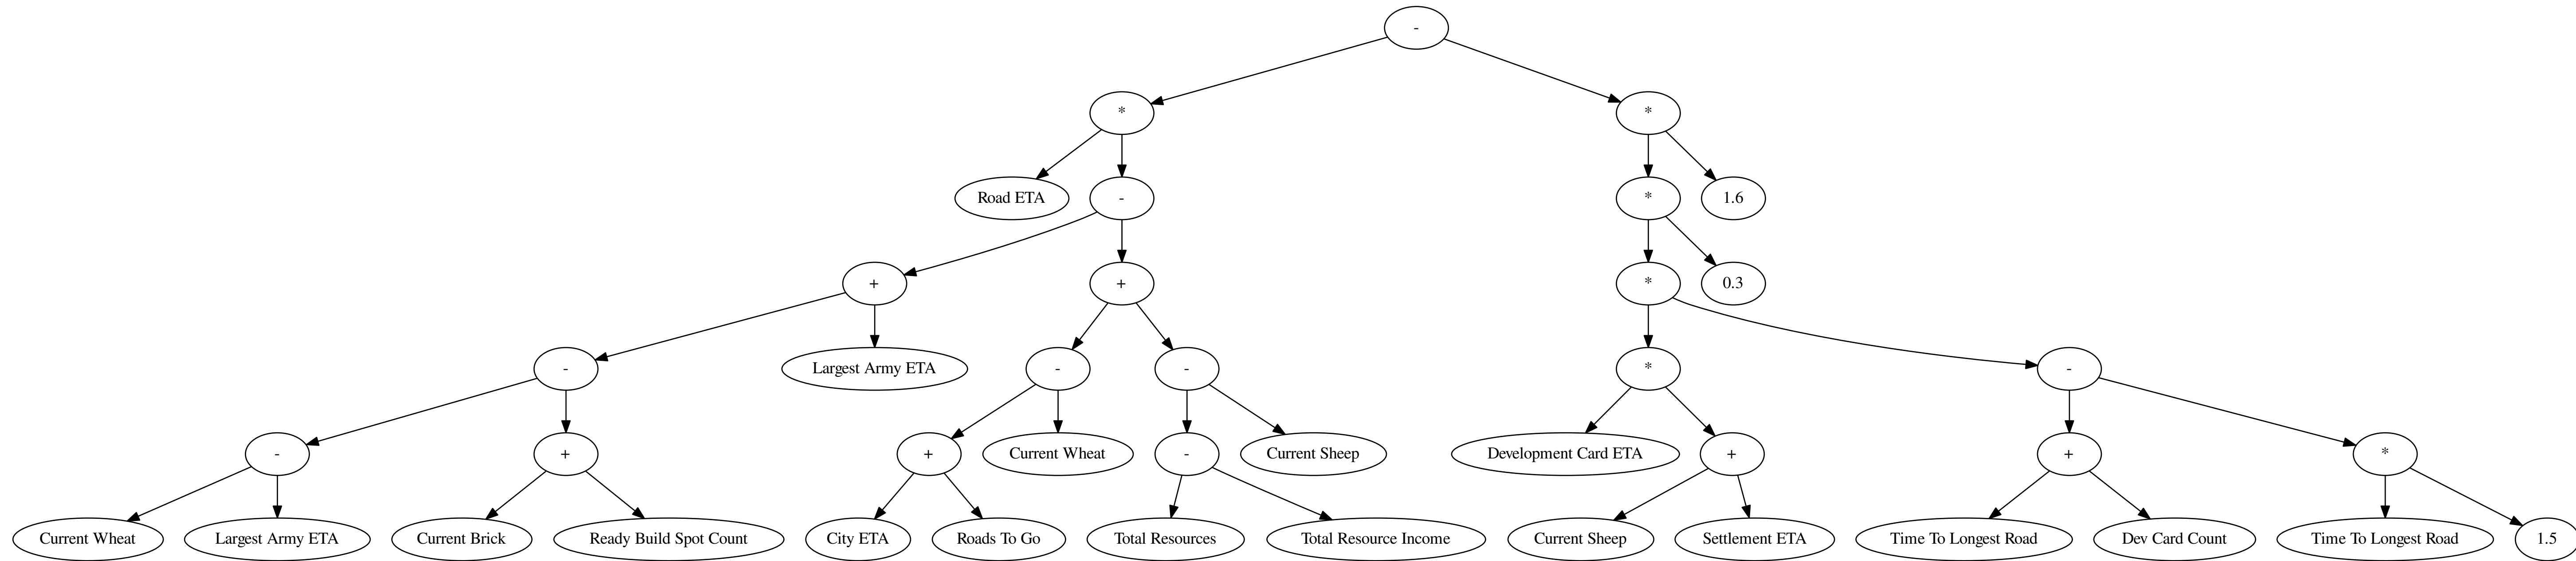 -
* *
Road ETA - * 1.6
+ + * 0.3
- Largest Army ETA - - * -
- + + Current Wheat - Current Sheep Development Card ETA + + *
Current Wheat Largest Army ETA Current Brick Ready Build Spot Count City ETA Roads To Go Total Resources Total Resource Income Current Sheep Settlement ETA Time To Longest Road Dev Card Count Time To Longest Road 1.5